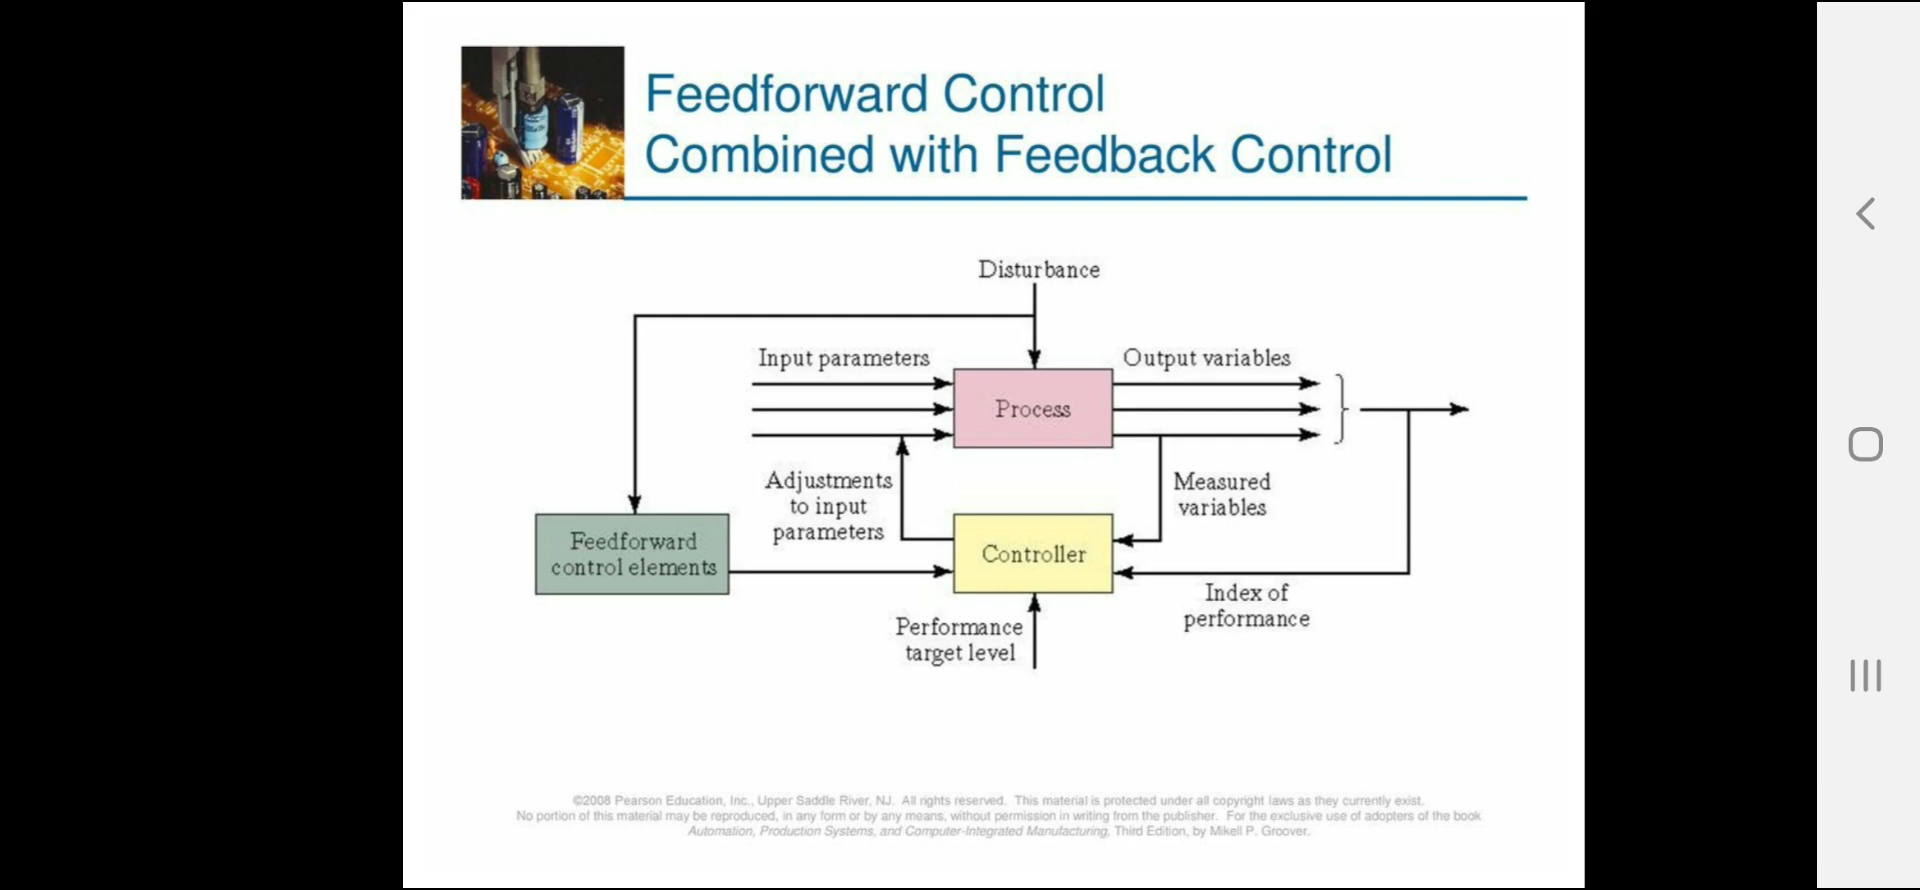 Feedforward Control
Combined with Feedback Control
Disturbance
Input parameters
Output variables
Process
Adjustments
to input
parameters
Measured
variables
Feedforward
control elements
Controller
Index of
performance
Performance
target level
©2008 Pearson Education, Inc., Upper Saddle River, NJ. All rights reserved. This material is protected under all copyright laws as they currently exist.
No portion of this material may be reproduced, in any form or by any means, without permission in writing from the publisher. For the exclusive use of adopters of the book
Automation, Production Systems, and Computer-Integrated Manufacturing, Third Edition, by Mikell P. Groover.